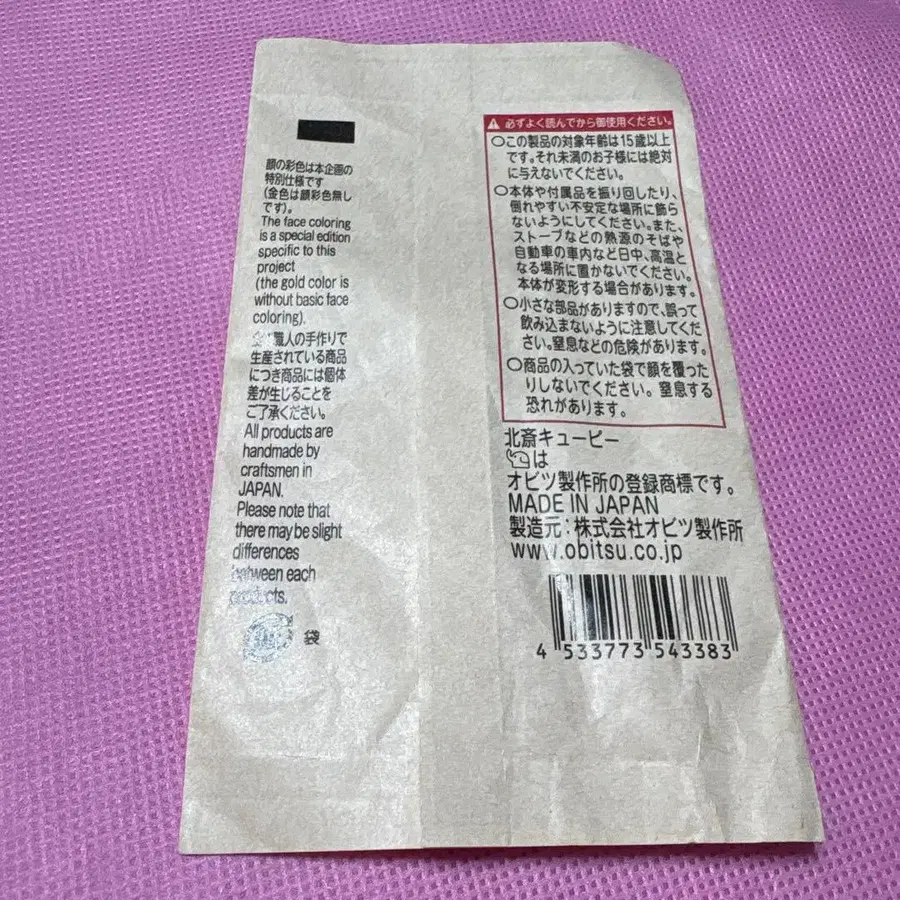 顔の彩色は本企画の
特別仕様です
(金色は顔彩色無し
です)。
The face coloring
is a special edition
specific to this
project
(the gold color is
without basic face
coloring).
職人の手作りで
生産されている商品
につき商品には個体
差が生じることを
ご了承ください。
All products are
handmade by
craftsmen in
JAPAN.
Please note that
there may be slight
differences
between each
products.
袋
必ずよく読んでから御使用ください。
○この製品の対象年齢は15歳以上
です。それ未満のお子様には絶対
に与えないでください。
○本体や付属品を振り回したり、
倒れやすい不安定な場所に飾ら
ないようにしてください。また、
ストーブなどの熱源のそばや
自動車の車内など日中、高温と
なる場所に置かないでください。
本体が変形する場合があります。
○小さな部品がありますので、誤って
飲み込まないように注意してくだ
さい。窒息などの危険があります。
○商品の入っていた袋で顔を覆った
りしないでください。窒息する
恐れがあります。
北斎キューピー
は
オビツ製作所の登録商標です。
MADE IN JAPAN
製造元：株式会社オビツ製作所
www.obitsu.co.jp
4 533773 543383